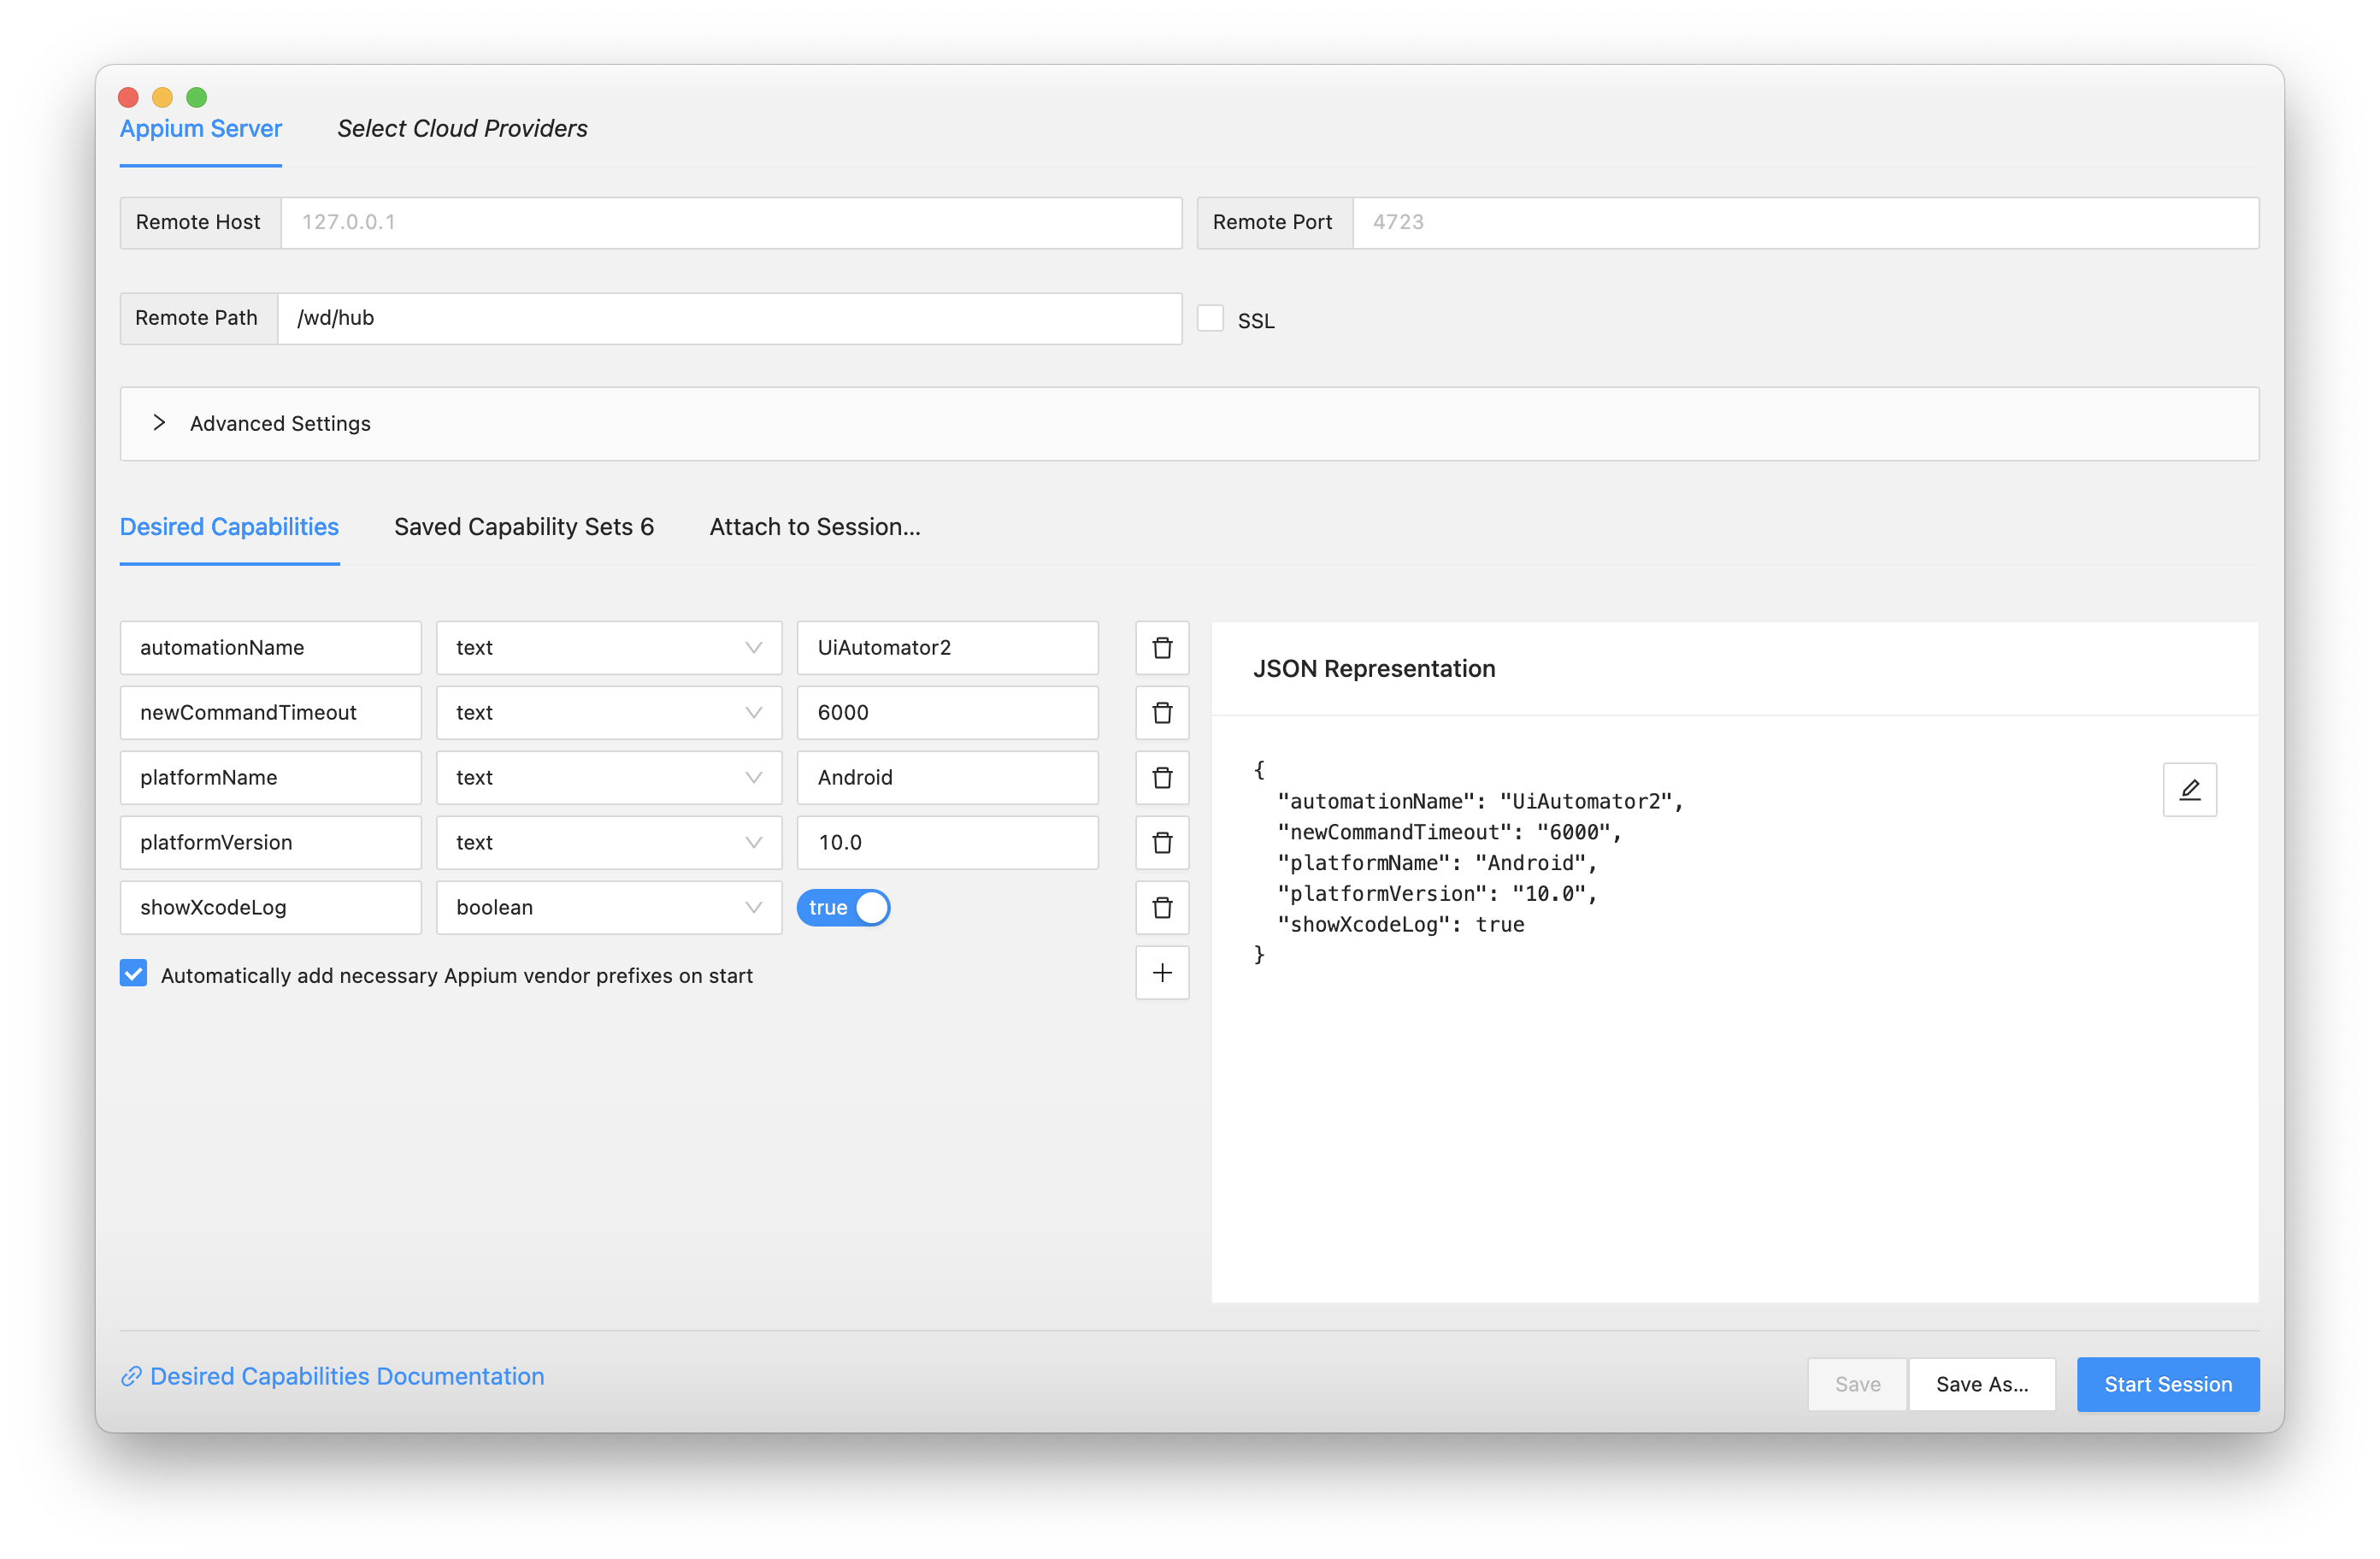 Appium Server Select Cloud Providers
Remote Host 127.0.0.1 Remote Port 4723
Remote Path /wd/hub SSL
Advanced Settings
Desired Capabilities Saved Capability Sets 6 Attach to Session...
automationName text UiAutomator2
newCommandTimeout text 6000
platformName text Android
platformVersion text 10.0
showXcodeLog boolean true
Automatically add necessary Appium vendor prefixes on start
JSON Representation
{
"automationName": "UiAutomator2",
"newCommandTimeout": "6000",
"platformName": "Android",
"platformVersion": "10.0",
"showXcodeLog": true
}
Desired Capabilities Documentation
Save Save As... Start Session